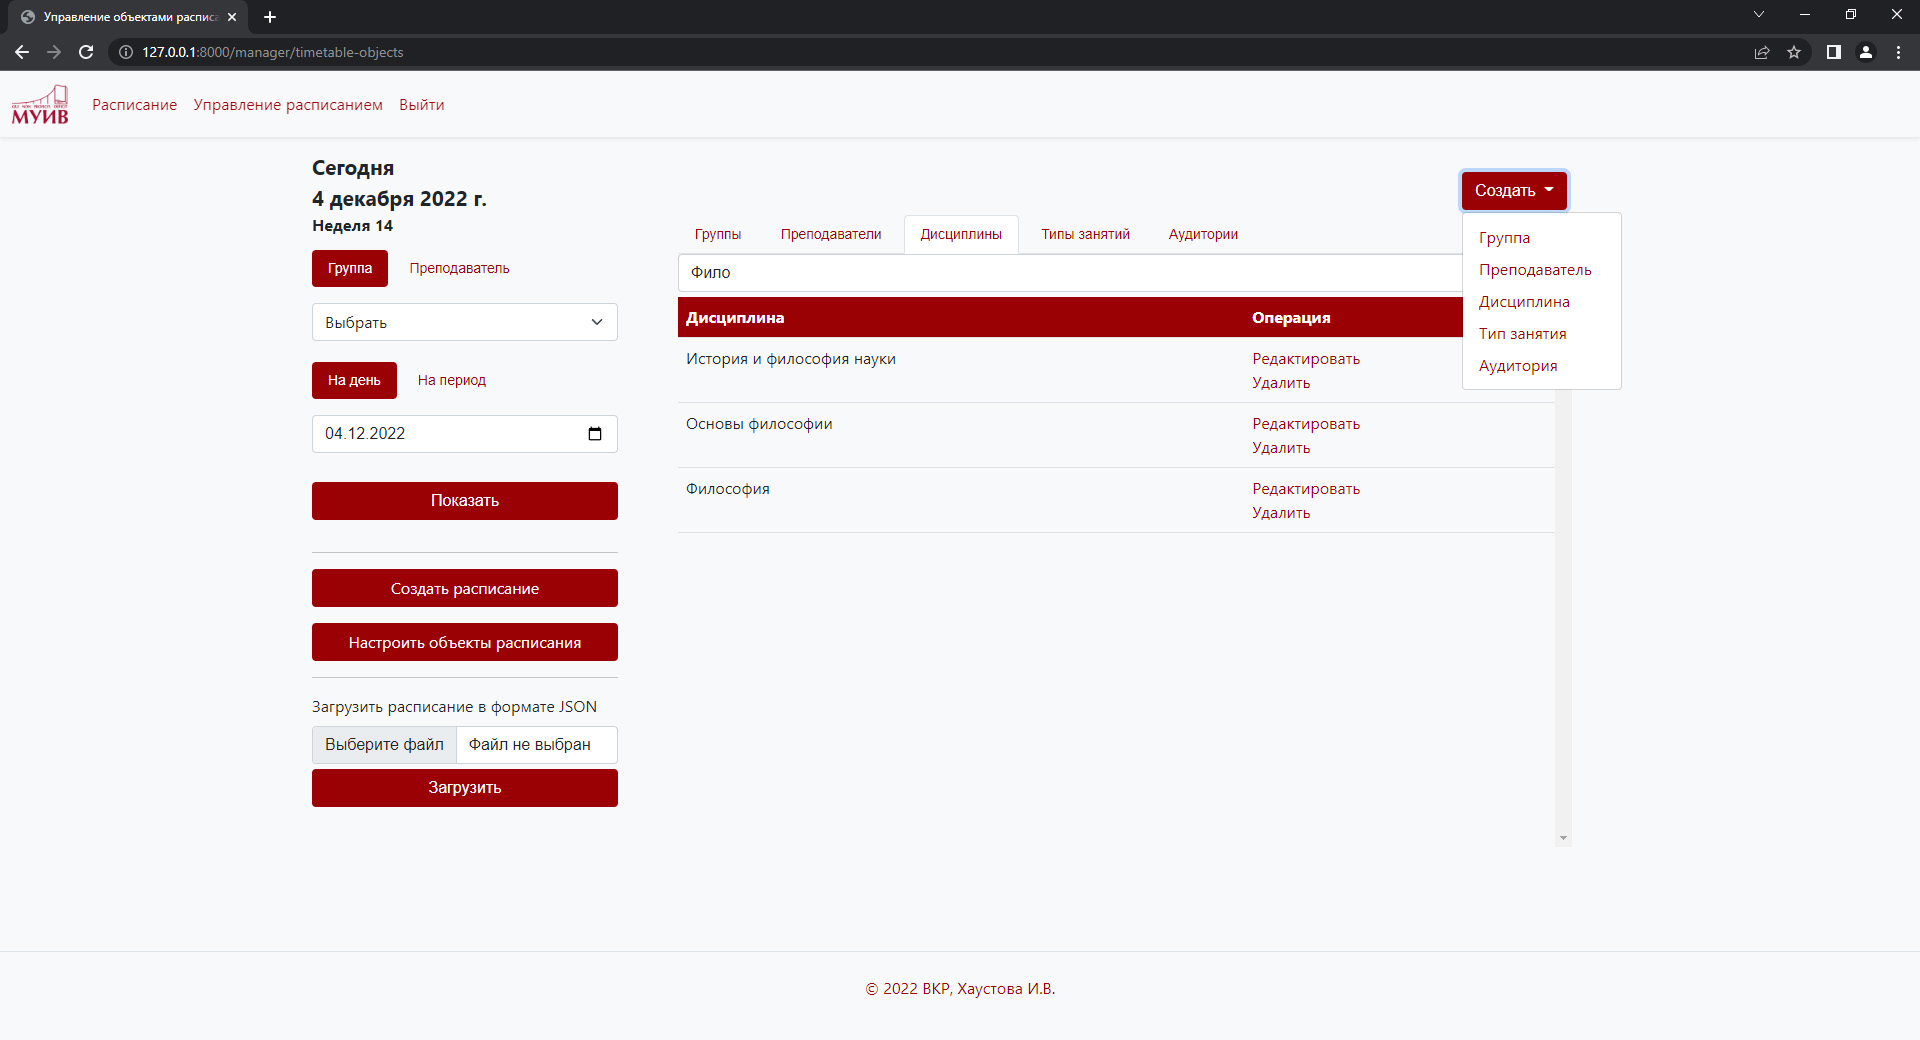 Управление объектами расписа
127.0.0.1:8000/manager/timetable-objects
МУИВ
Расписание
Управление расписанием
Выйти
Сегодня
4 декабря 2022 г.
Неделя 14
Группа
Преподаватель
Выбрать
На день
На период
04.12.2022
Показать
Создать расписание
Настроить объекты расписания
Загрузить расписание в формате JSON
Выберите файл
Файл не выбран
Загрузить
Создать
Группа
Преподаватель
Дисциплина
Тип занятия
Аудитория
Группы
Преподаватели
Дисциплины
Типы занятий
Аудитории
Фило
Дисциплина
Операция
История и философия науки
Редактировать
Удалить
Основы философии
Редактировать
Удалить
Философия
Редактировать
Удалить
© 2022 ВКР, Хаустова И.В.